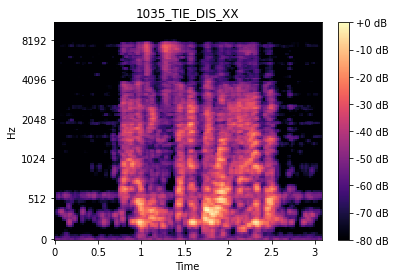 1035_TIE_DIS_XX
+0 dB
8192
-10 dB
4096
-20 dB
-30 dB
2048
Hz
-40 dB
1024
-50 dB
512
-60 dB
-70 dB
0
-80 dB
0 0.5 1 1.5 2 2.5 3
Time